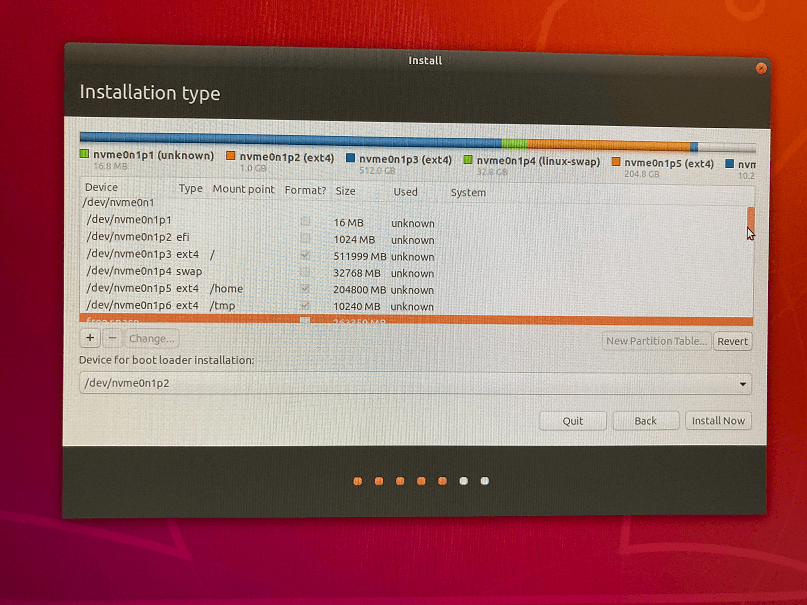 Install
Installation type
nvme0n1p1 (unknown) nvme0n1p2 (ext4) nvme0n1p3 (ext4) nvme0n1p4 (linux-swap) nvme0n1p5 (ext4) nvn
16.8 MB 1.0 GB 512.0 GB 32.8 GB 204.8 GB 10.2
Device Type Mount point Format? Size Used System
/dev/nvme0n1
/dev/nvme0n1p1 16 MB unknown
/dev/nvme0n1p2 efi 1024 MB unknown
/dev/nvme0n1p3 ext4 / 511999 MB unknown
/dev/nvme0n1p4 swap 32768 MB unknown
/dev/nvme0n1p5 ext4 /home 204800 MB unknown
/dev/nvme0n1p6 ext4 /tmp 10240 MB unknown
free space
+ − Change... New Partition Table... Revert
Device for boot loader installation:
/dev/nvme0n1p2
Quit Back Install Now